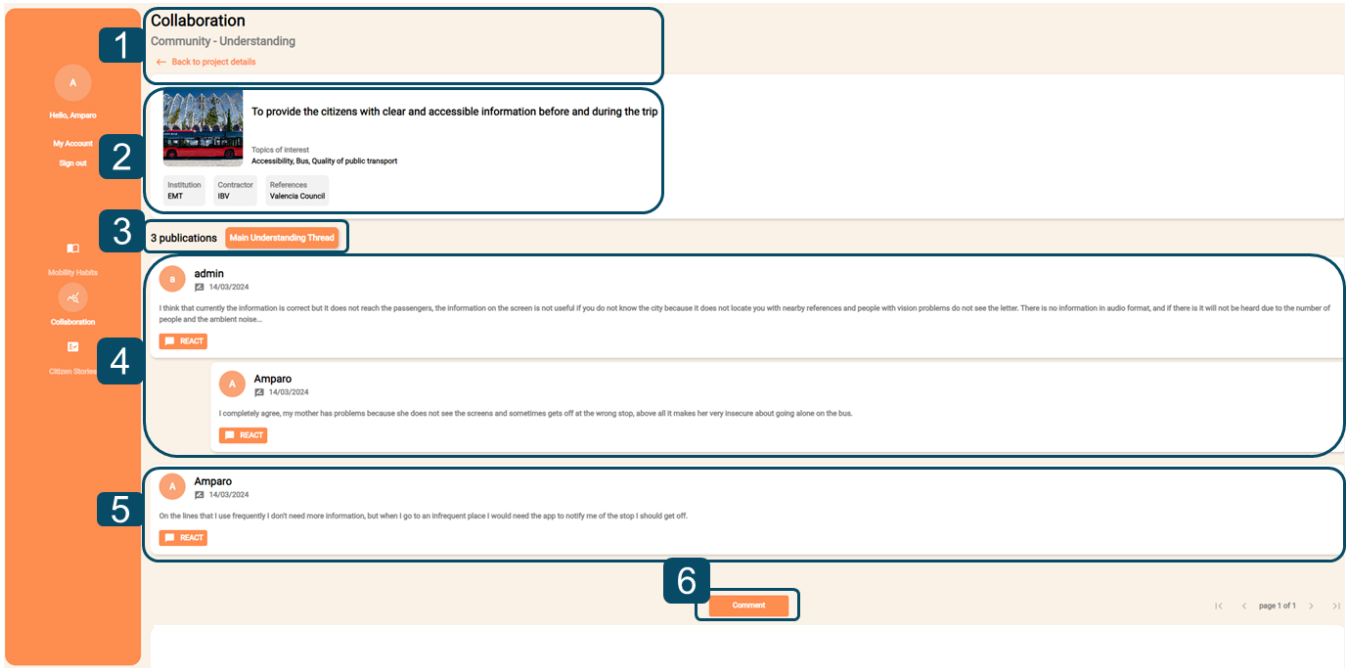 1
Collaboration
Community - Understanding
← Back to project details
A
Hello, Amparo
My Account
Sign out
Mobility Habits
Collaboration
Citizen Stories
2
To provide the citizens with clear and accessible information before and during the trip
Topics of interest
Accessibility, Bus, Quality of public transport
Institution
EMT
Contractor
IBV
References
Valencia Council
3
3 publications
Main Understanding Thread
4
a
admin
14/03/2024
I think that currently the information is correct but it does not reach the passengers, the information on the screen is not useful if you do not know the city because it does not locate you with nearby references and people with vision problems do not see the letter. There is no information in audio format, and if there is it will not be heard due to the number of
people and the ambient noise...
REACT
A
Amparo
14/03/2024
I completely agree, my mother has problems because she does not see the screens and sometimes gets off at the wrong stop, above all it makes her very insecure about going alone on the bus.
REACT
5
A
Amparo
14/03/2024
On the lines that I use frequently I don't need more information, but when I go to an infrequent place I would need the app to notify me of the stop I should get off.
REACT
6
Comment
page 1 of 1